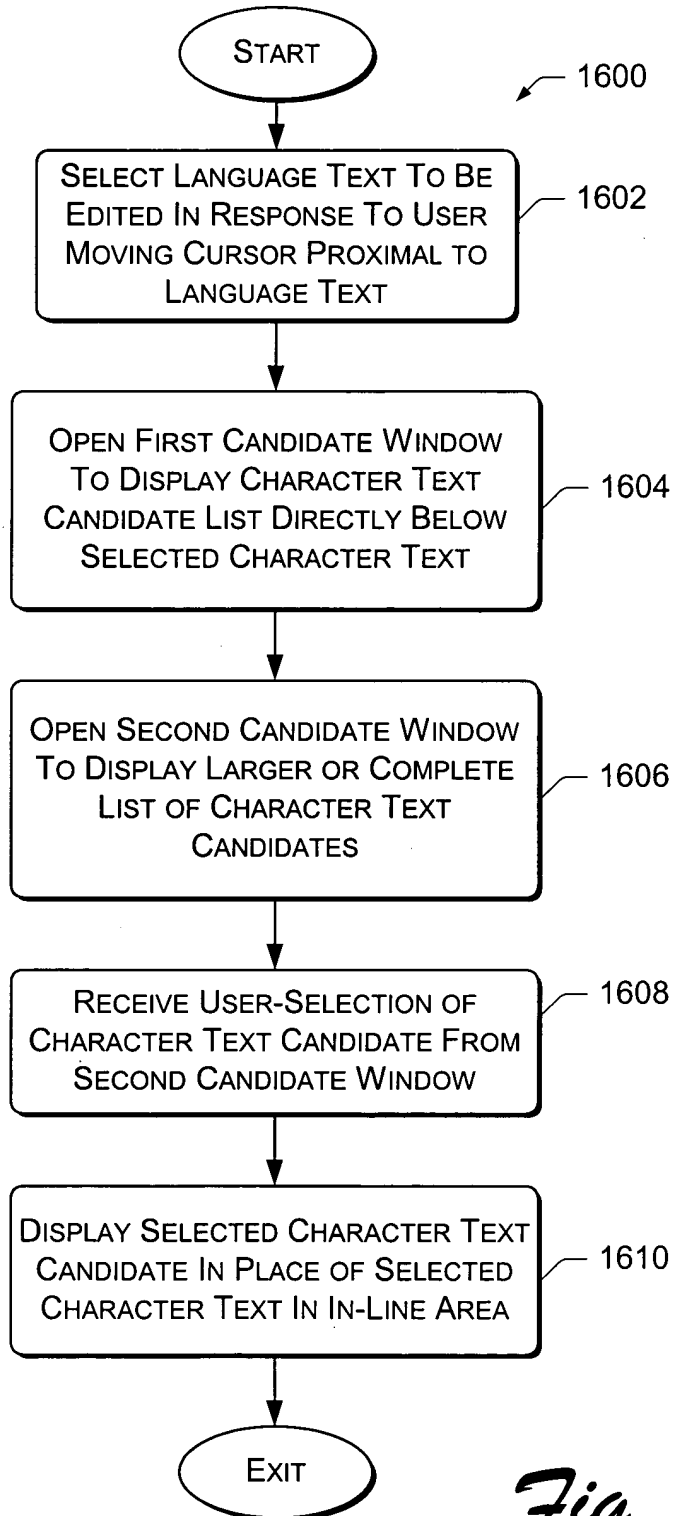 START
1600
SELECT LANGUAGE TEXT TO BE
EDITED IN RESPONSE TO USER
MOVING CURSOR PROXIMAL TO
LANGUAGE TEXT
1602
OPEN FIRST CANDIDATE WINDOW
TO DISPLAY CHARACTER TEXT
CANDIDATE LIST DIRECTLY BELOW
SELECTED CHARACTER TEXT
1604
OPEN SECOND CANDIDATE WINDOW
TO DISPLAY LARGER OR COMPLETE
LIST OF CHARACTER TEXT
CANDIDATES
1606
RECEIVE USER-SELECTION OF
CHARACTER TEXT CANDIDATE FROM
SECOND CANDIDATE WINDOW
1608
DISPLAY SELECTED CHARACTER TEXT
CANDIDATE IN PLACE OF SELECTED
CHARACTER TEXT IN IN-LINE AREA
1610
EXIT
Fig